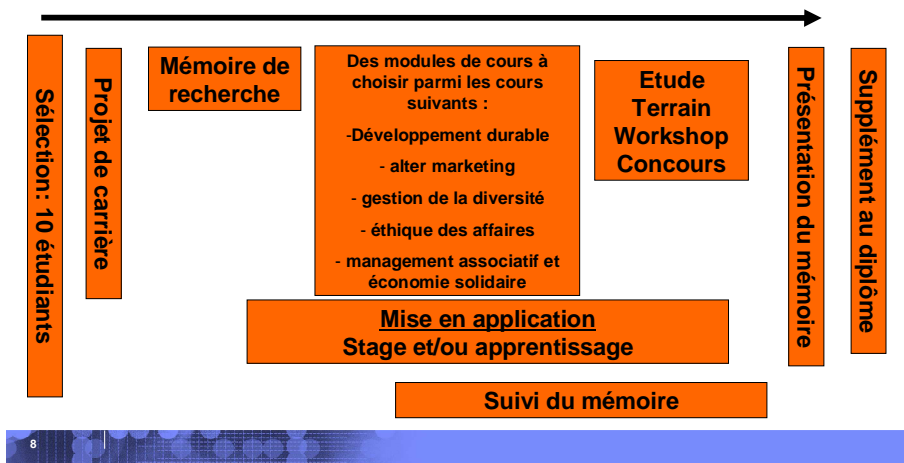 Sélection: 10 étudiants
Projet de carrière
Mémoire de
recherche
Des modules de cours à
choisir parmi les cours
suivants :
-Développement durable
- alter marketing
- gestion de la diversité
- éthique des affaires
- management associatif et
économie solidaire
Etude
Terrain
Workshop
Concours
Mise en application
Stage et/ou apprentissage
Suivi du mémoire
Présentation du mémoire
Supplément au diplôme
8